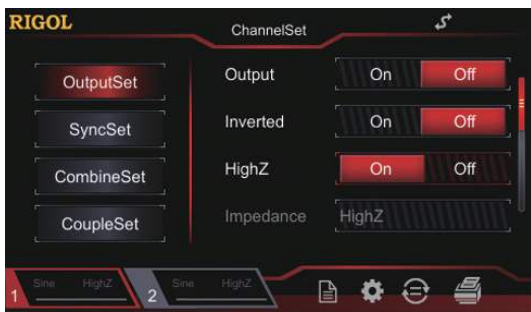 RIGOL
ChannelSet
OutputSet
Output On Off
SyncSet
Inverted On Off
CombineSet
HighZ On Off
CoupleSet
Impedance HighZ
1 Sine HighZ 2 Sine HighZ